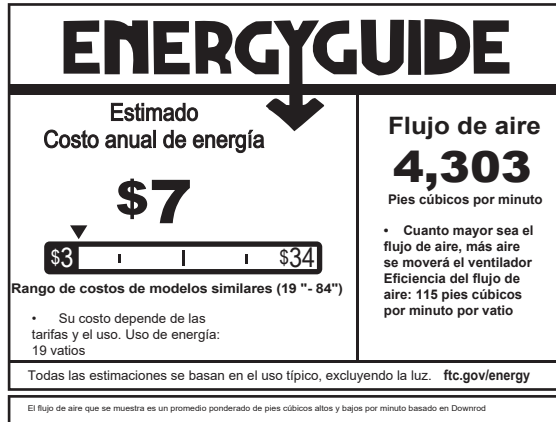 ENERGYGUIDE
Estimado
Costo anual de energía
$7
$3
$34
Rango de costos de modelos similares (19 "- 84")
• Su costo depende de las
tarifas y el uso. Uso de energía:
19 vatios
Flujo de aire
4,303
Pies cúbicos por minuto
• Cuanto mayor sea el
flujo de aire, más aire
se moverá el ventilador
Eficiencia del flujo de
aire: 115 pies cúbicos
por minuto por vatio
Todas las estimaciones se basan en el uso típico, excluyendo la luz. ftc.gov/energy
El flujo de aire que se muestra es un promedio ponderado de pies cúbicos altos y bajos por minuto basado en Downrod